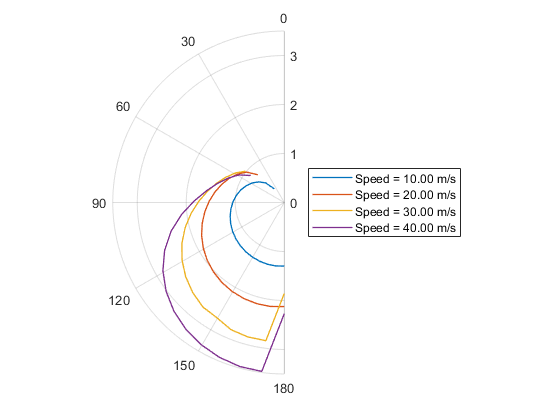 0
30
3
60
2
1
Speed = 10.00 m/s
Speed = 20.00 m/s
90
0
Speed = 30.00 m/s
Speed = 40.00 m/s
120
150
180